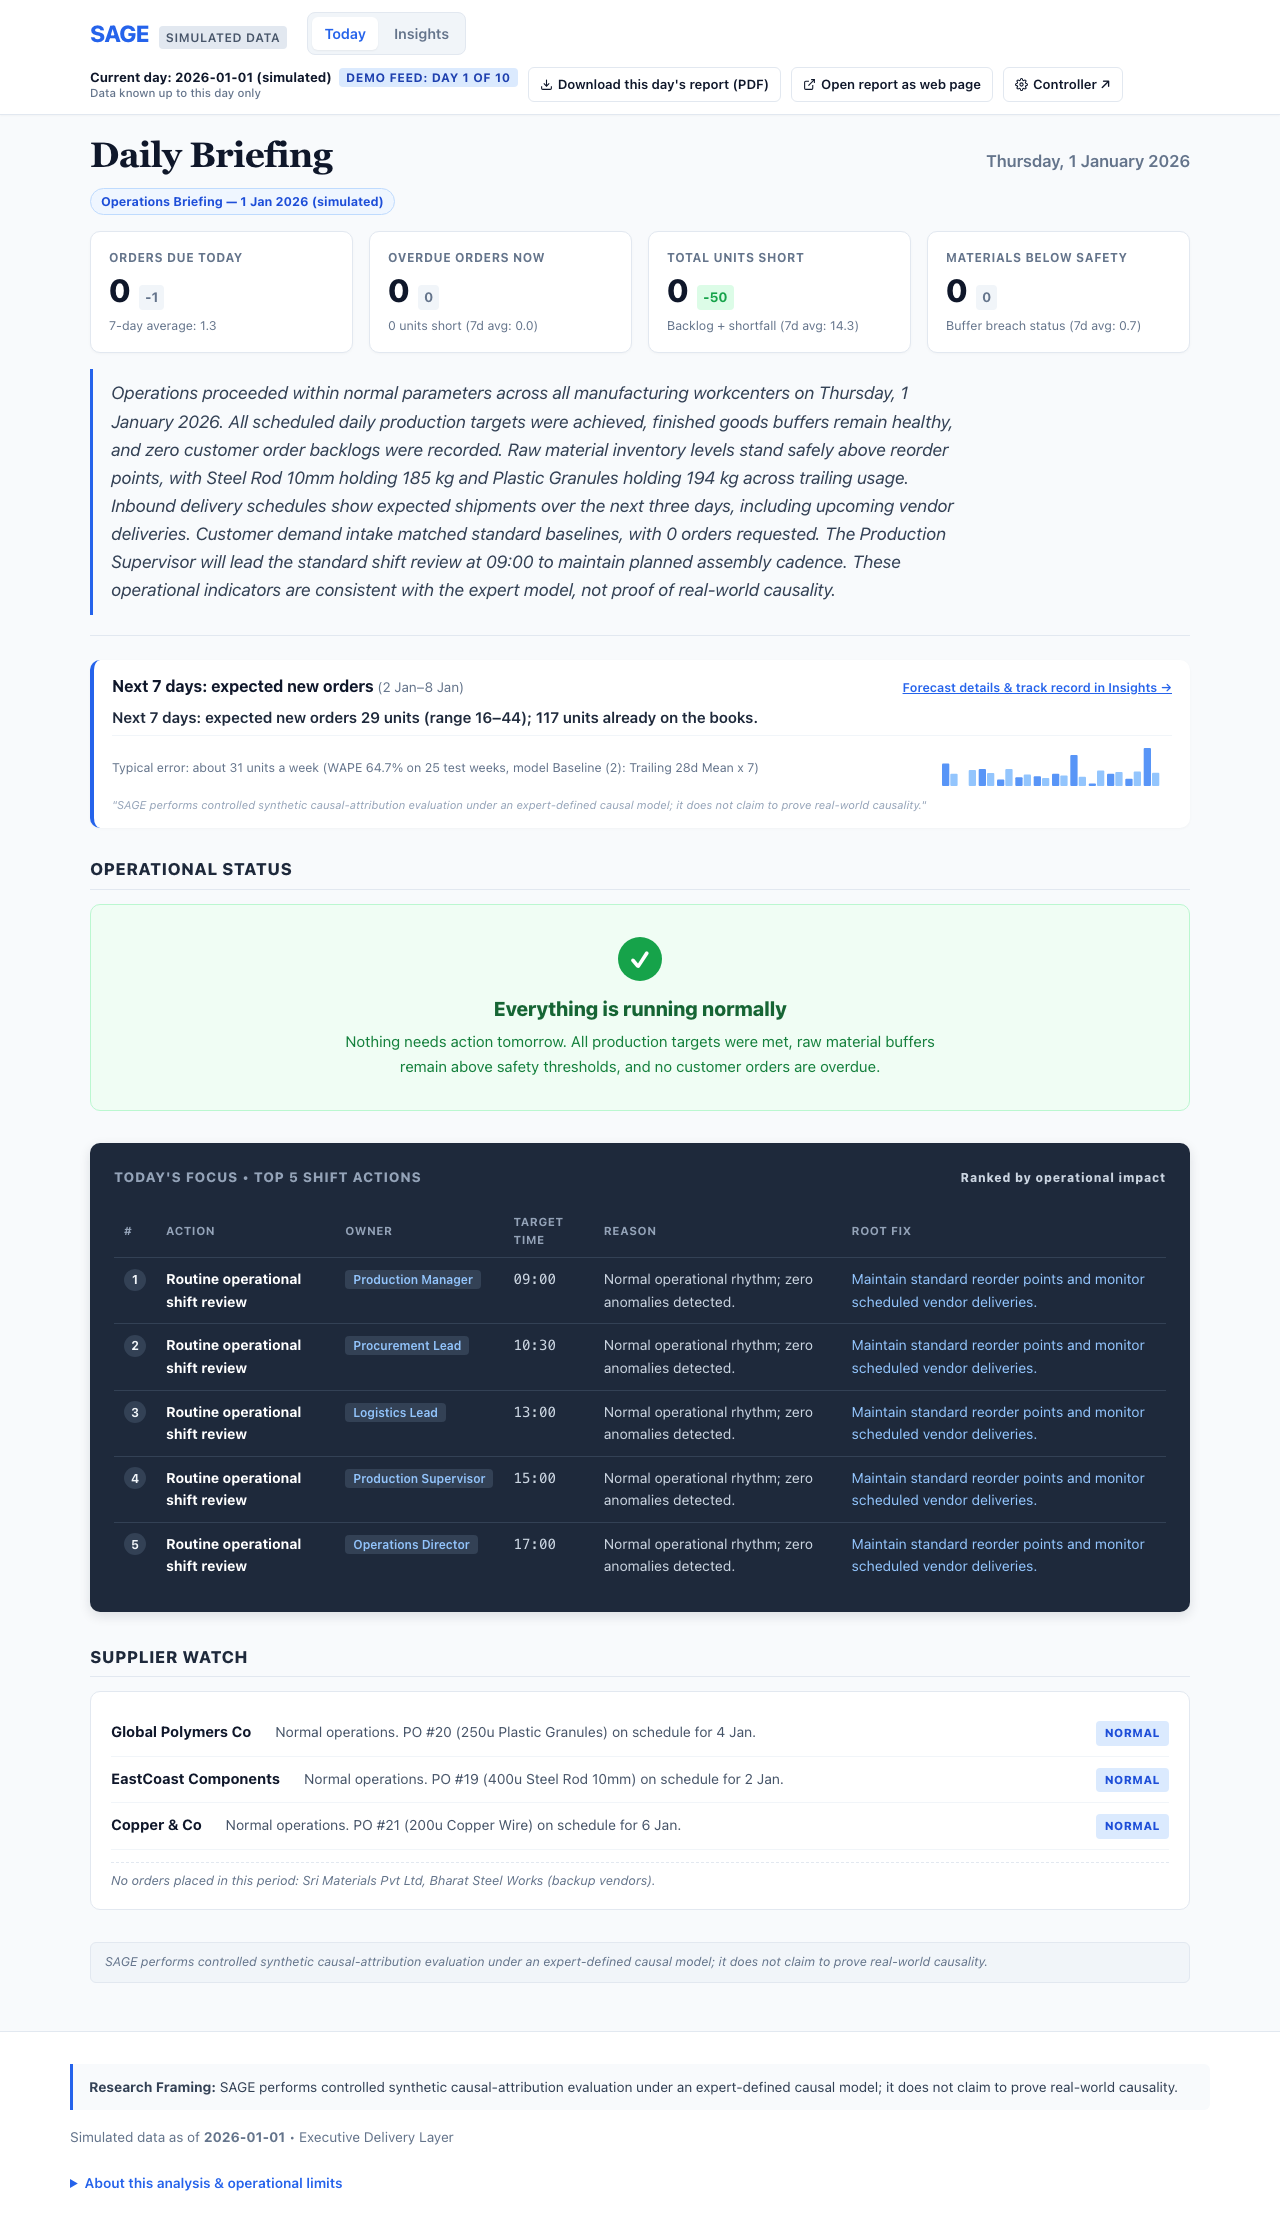 SAGE SIMULATED DATA Today Insights
Current day: 2026-01-01 (simulated) DEMO FEED: DAY 1 OF 10
Data known up to this day only
Download this day's report (PDF) Open report as web page Controller ↗
Daily Briefing
Thursday, 1 January 2026
Operations Briefing — 1 Jan 2026 (simulated)
ORDERS DUE TODAY
0 -1
7-day average: 1.3
OVERDUE ORDERS NOW
0 0
0 units short (7d avg: 0.0)
TOTAL UNITS SHORT
0 -50
Backlog + shortfall (7d avg: 14.3)
MATERIALS BELOW SAFETY
0 0
Buffer breach status (7d avg: 0.7)
Operations proceeded within normal parameters across all manufacturing workcenters on Thursday, 1
January 2026. All scheduled daily production targets were achieved, finished goods buffers remain healthy,
and zero customer order backlogs were recorded. Raw material inventory levels stand safely above reorder
points, with Steel Rod 10mm holding 185 kg and Plastic Granules holding 194 kg across trailing usage.
Inbound delivery schedules show expected shipments over the next three days, including upcoming vendor
deliveries. Customer demand intake matched standard baselines, with 0 orders requested. The Production
Supervisor will lead the standard shift review at 09:00 to maintain planned assembly cadence. These
operational indicators are consistent with the expert model, not proof of real-world causality.
Next 7 days: expected new orders (2 Jan–8 Jan)
Forecast details & track record in Insights →
Next 7 days: expected new orders 29 units (range 16–44); 117 units already on the books.
Typical error: about 31 units a week (WAPE 64.7% on 25 test weeks, model Baseline (2): Trailing 28d Mean x 7)
"SAGE performs controlled synthetic causal-attribution evaluation under an expert-defined causal model; it does not claim to prove real-world causality."
OPERATIONAL STATUS
Everything is running normally
Nothing needs action tomorrow. All production targets were met, raw material buffers
remain above safety thresholds, and no customer orders are overdue.
TODAY'S FOCUS • TOP 5 SHIFT ACTIONS
Ranked by operational impact
# ACTION OWNER TARGET TIME REASON ROOT FIX
1 Routine operational shift review Production Manager 09:00 Normal operational rhythm; zero anomalies detected. Maintain standard reorder points and monitor scheduled vendor deliveries.
2 Routine operational shift review Procurement Lead 10:30 Normal operational rhythm; zero anomalies detected. Maintain standard reorder points and monitor scheduled vendor deliveries.
3 Routine operational shift review Logistics Lead 13:00 Normal operational rhythm; zero anomalies detected. Maintain standard reorder points and monitor scheduled vendor deliveries.
4 Routine operational shift review Production Supervisor 15:00 Normal operational rhythm; zero anomalies detected. Maintain standard reorder points and monitor scheduled vendor deliveries.
5 Routine operational shift review Operations Director 17:00 Normal operational rhythm; zero anomalies detected. Maintain standard reorder points and monitor scheduled vendor deliveries.
SUPPLIER WATCH
Global Polymers Co Normal operations. PO #20 (250u Plastic Granules) on schedule for 4 Jan. NORMAL
EastCoast Components Normal operations. PO #19 (400u Steel Rod 10mm) on schedule for 2 Jan. NORMAL
Copper & Co Normal operations. PO #21 (200u Copper Wire) on schedule for 6 Jan. NORMAL
No orders placed in this period: Sri Materials Pvt Ltd, Bharat Steel Works (backup vendors).
SAGE performs controlled synthetic causal-attribution evaluation under an expert-defined causal model; it does not claim to prove real-world causality.
Research Framing: SAGE performs controlled synthetic causal-attribution evaluation under an expert-defined causal model; it does not claim to prove real-world causality.
Simulated data as of 2026-01-01 • Executive Delivery Layer
▶ About this analysis & operational limits